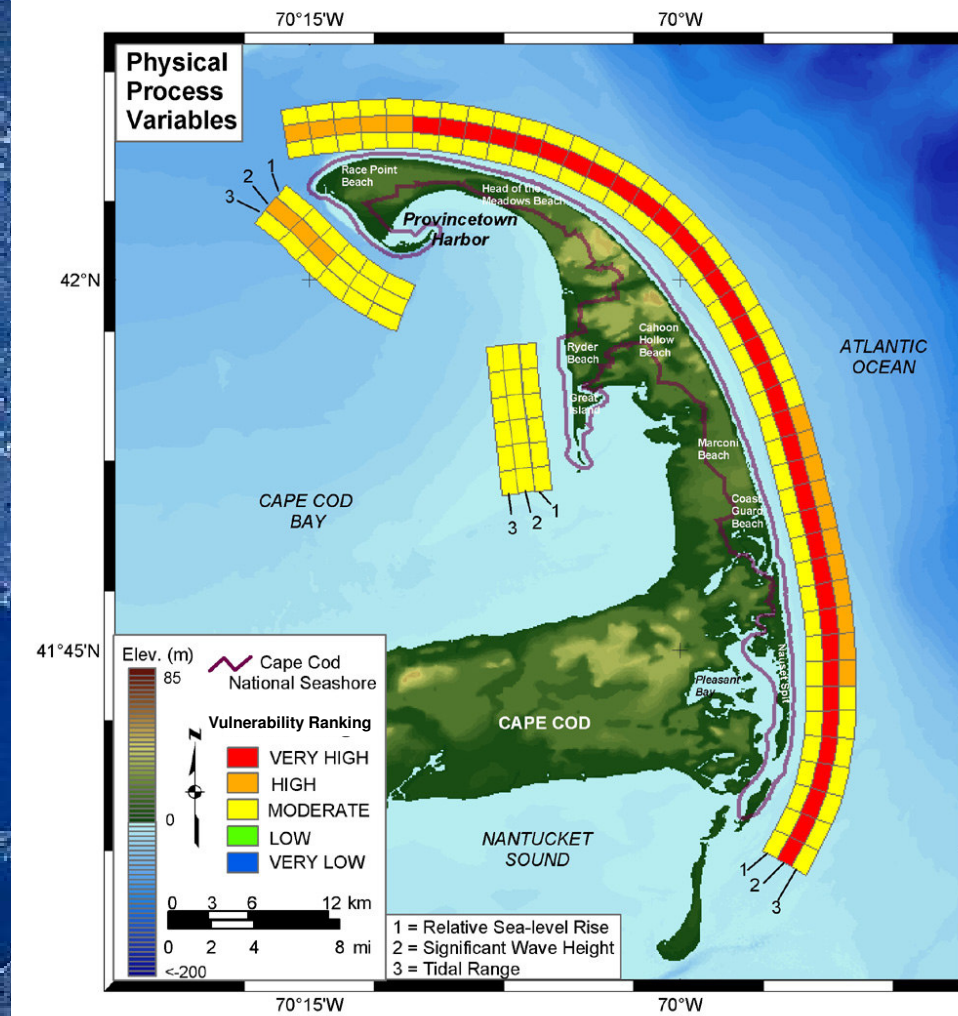 70°15'W
70°W
Physical
Process
Variables
1
2
3
Race Point
Beach
Head of the
Meadows Beach
Provincetown
Harbor
42°N
Cahoon
Hollow
Beach
Ryder
Beach
ATLANTIC
OCEAN
Great
Island
Marconi
Beach
CAPE COD
BAY
Coast
Guard
Beach
3
2
1
41°45'N
Nauset Spit
Pleasant
Bay
CAPE COD
Elev. (m)
85
0
<-200
Cape Cod
National Seashore
Vulnerability Ranking
N
VERY HIGH
HIGH
MODERATE
LOW
VERY LOW
0 3 6 12 km
0 2 4 8 mi
NANTUCKET
SOUND
1
2
3
1 = Relative Sea-level Rise
2 = Significant Wave Height
3 = Tidal Range
70°15'W
70°W